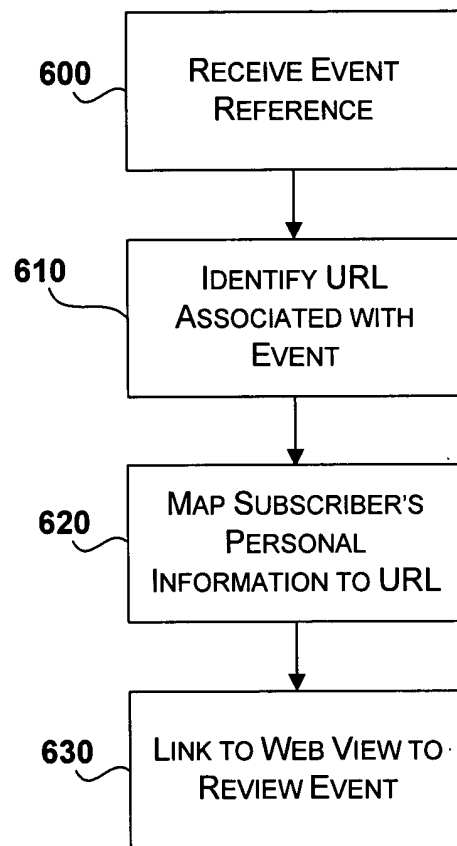 600
RECEIVE EVENT
REFERENCE
610
IDENTIFY URL
ASSOCIATED WITH
EVENT
620
MAP SUBSCRIBER'S
PERSONAL
INFORMATION TO URL
630
LINK TO WEB VIEW TO
REVIEW EVENT